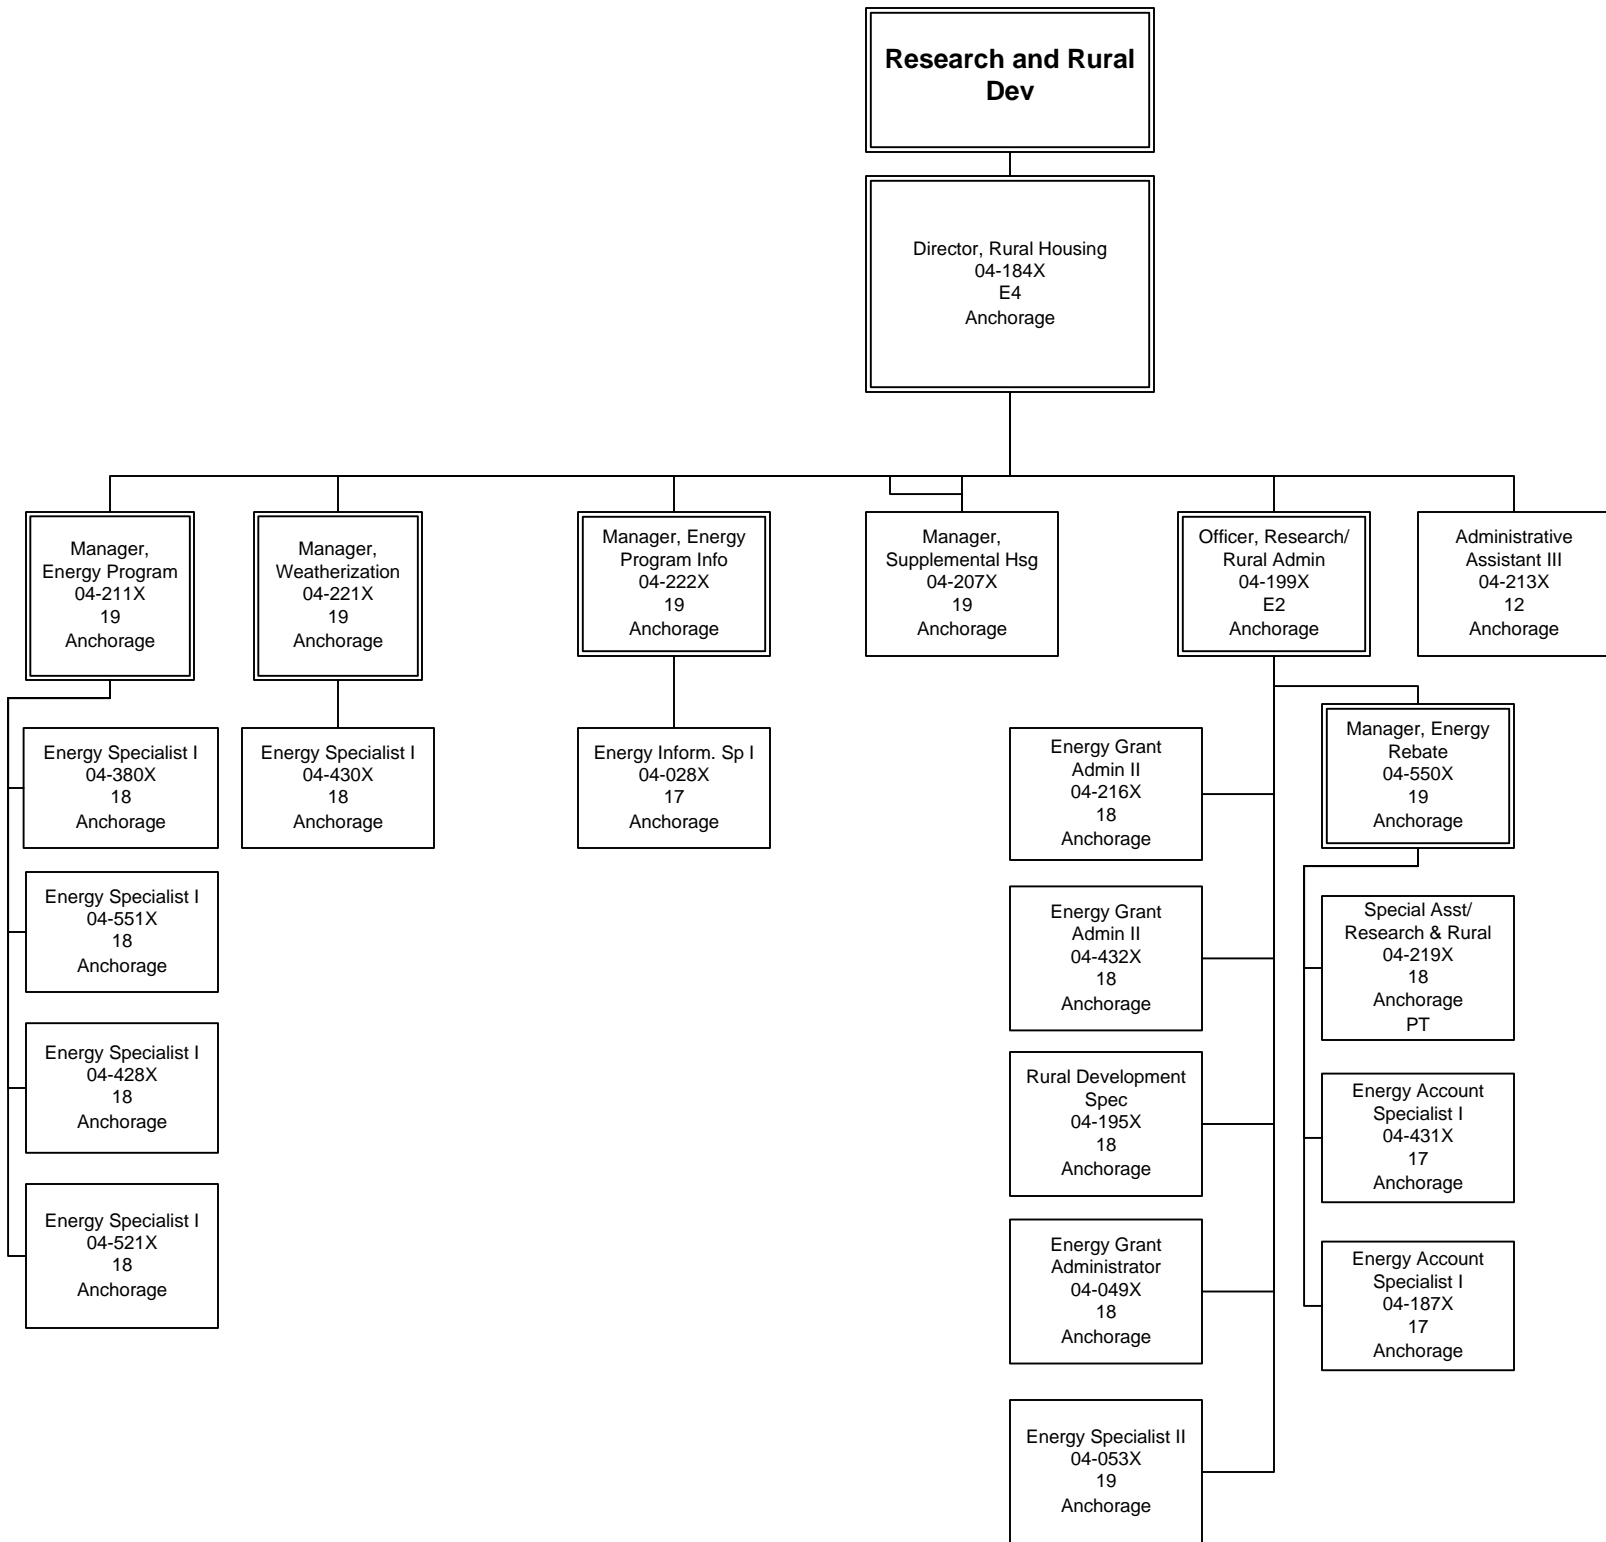 Research and Rural
Dev
Director, Rural Housing
04-184X
E4
Anchorage
Manager,
Energy Program
04-211X
19
Anchorage
Manager,
Weatherization
04-221X
19
Anchorage
Manager, Energy
Program Info
04-222X
19
Anchorage
Manager,
Supplemental Hsg
04-207X
19
Anchorage
Officer, Research/
Rural Admin
04-199X
E2
Anchorage
Administrative
Assistant III
04-213X
12
Anchorage
Energy Specialist I
04-380X
18
Anchorage
Energy Specialist I
04-551X
18
Anchorage
Energy Specialist I
04-428X
18
Anchorage
Energy Specialist I
04-521X
18
Anchorage
Energy Specialist I
04-430X
18
Anchorage
Energy Inform. Sp I
04-028X
17
Anchorage
Energy Grant
Admin II
04-216X
18
Anchorage
Energy Grant
Admin II
04-432X
18
Anchorage
Rural Development
Spec
04-195X
18
Anchorage
Energy Grant
Administrator
04-049X
18
Anchorage
Energy Specialist II
04-053X
19
Anchorage
Manager, Energy
Rebate
04-550X
19
Anchorage
Special Asst/
Research & Rural
04-219X
18
Anchorage
PT
Energy Account
Specialist I
04-431X
17
Anchorage
Energy Account
Specialist I
04-187X
17
Anchorage